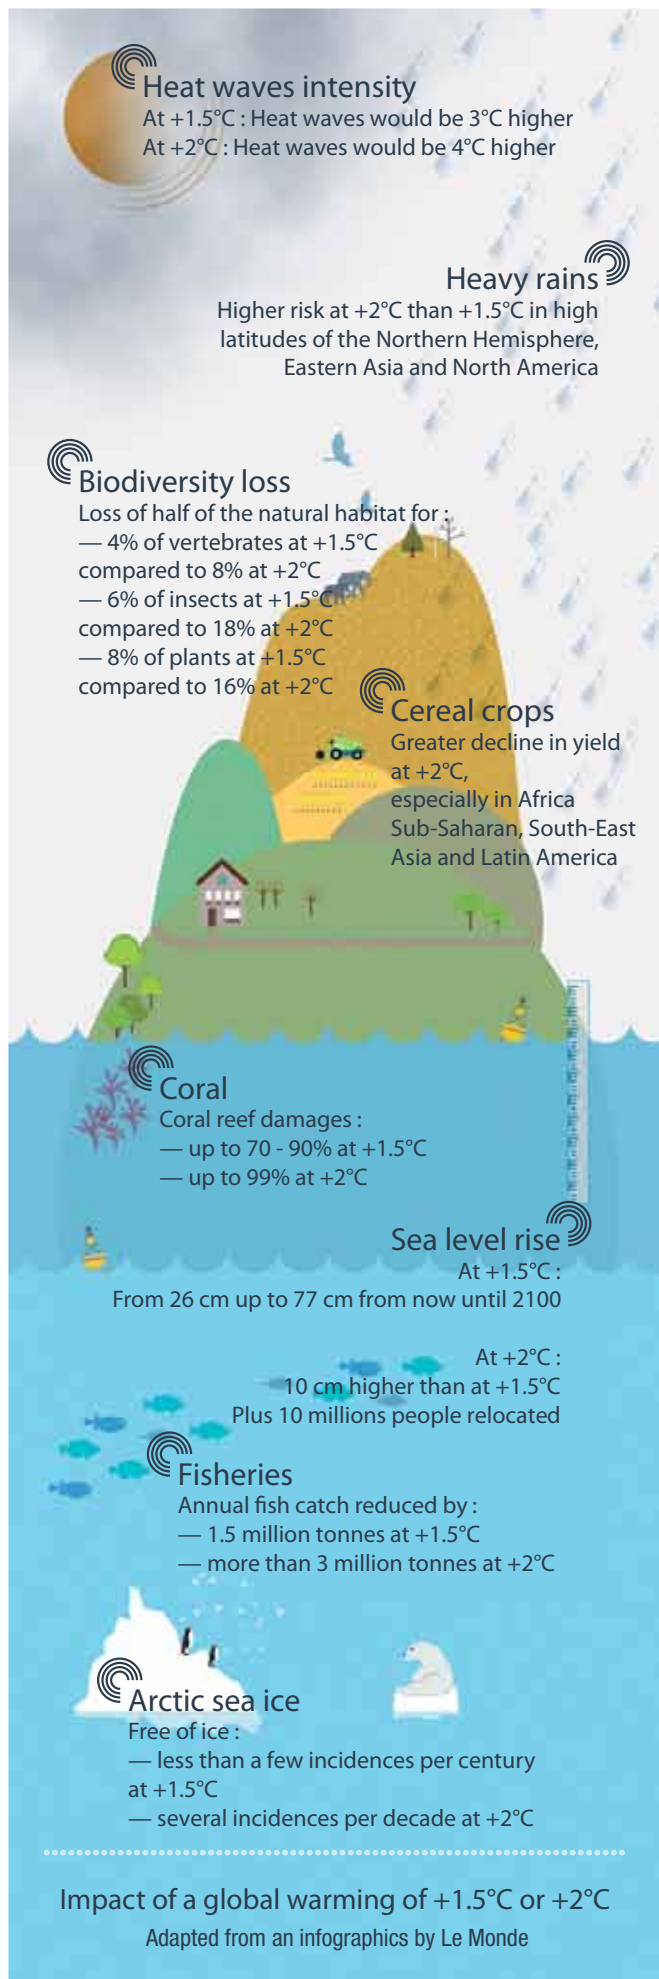 Heat waves intensity
At +1.5°C : Heat waves would be 3°C higher
At +2°C : Heat waves would be 4°C higher
Heavy rains
Higher risk at +2°C than +1.5°C in high
latitudes of the Northern Hemisphere,
Eastern Asia and North America
Biodiversity loss
Loss of half of the natural habitat for :
— 4% of vertebrates at +1.5°C
compared to 8% at +2°C
— 6% of insects at +1.5°C
compared to 18% at +2°C
— 8% of plants at +1.5°C
compared to 16% at +2°C
Cereal crops
Greater decline in yield
at +2°C,
especially in Africa
Sub-Saharan, South-East
Asia and Latin America
Coral
Coral reef damages :
— up to 70 - 90% at +1.5°C
— up to 99% at +2°C
Sea level rise
At +1.5°C :
From 26 cm up to 77 cm from now until 2100
At +2°C :
10 cm higher than at +1.5°C
Plus 10 millions people relocated
Fisheries
Annual fish catch reduced by :
— 1.5 million tonnes at +1.5°C
— more than 3 million tonnes at +2°C
Arctic sea ice
Free of ice :
— less than a few incidences per century
at +1.5°C
— several incidences per decade at +2°C
Impact of a global warming of +1.5°C or +2°C
Adapted from an infographics by Le Monde